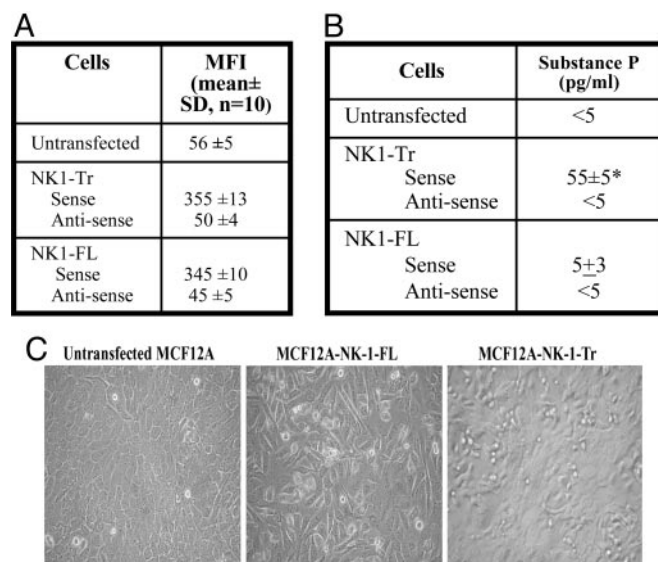 A
Cells
MFI
(mean±
SD, n=10)
Untransfected
56 ±5
NK1-Tr
Sense
355 ±13
Anti-sense
50 ±4
NK1-FL
Sense
345 ±10
Anti-sense
45 ±5
B
Cells
Substance P
(pg/ml)
Untransfected
<5
NK1-Tr
Sense
55±5*
Anti-sense
<5
NK1-FL
Sense
5±3
Anti-sense
<5
C
Untransfected MCF12A
MCF12A-NK-1-FL
MCF12A-NK-1-Tr